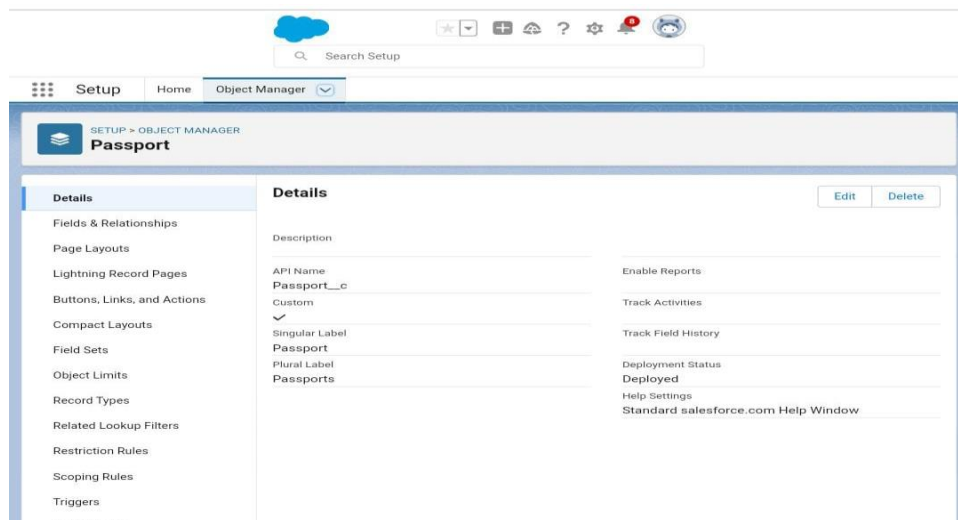 8
Search Setup
Setup Home Object Manager
SETUP > OBJECT MANAGER
Passport
Details
Fields & Relationships
Page Layouts
Lightning Record Pages
Buttons, Links, and Actions
Compact Layouts
Field Sets
Object Limits
Record Types
Related Lookup Filters
Restriction Rules
Scoping Rules
Triggers
Details
Edit Delete
Description
API Name
Passport__c
Custom
Singular Label
Passport
Plural Label
Passports
Enable Reports
Track Activities
Track Field History
Deployment Status
Deployed
Help Settings
Standard salesforce.com Help Window